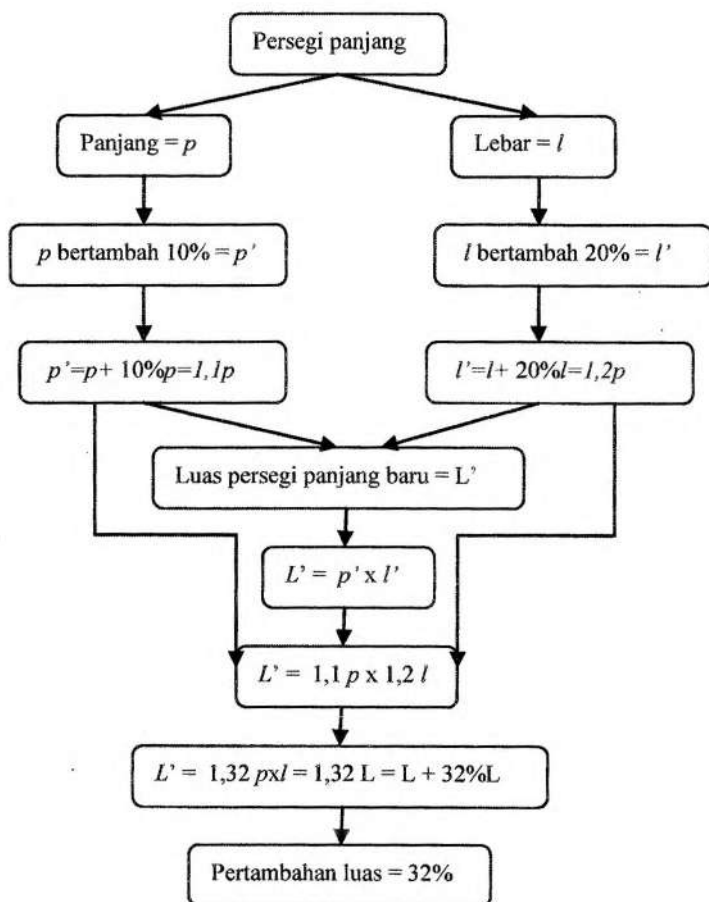 Persegi panjang
Panjang = p
Lebar = l
p bertambah 10% = p'
l bertambah 20% = l'
p'=p+ 10%p=1,1p
l'=l+ 20%l=1,2p
Luas persegi panjang baru = L'
L' = p' x l'
L' = 1,1 p x 1,2 l
L' = 1,32 pxl = 1,32 L = L + 32%L
Pertambahan luas = 32%